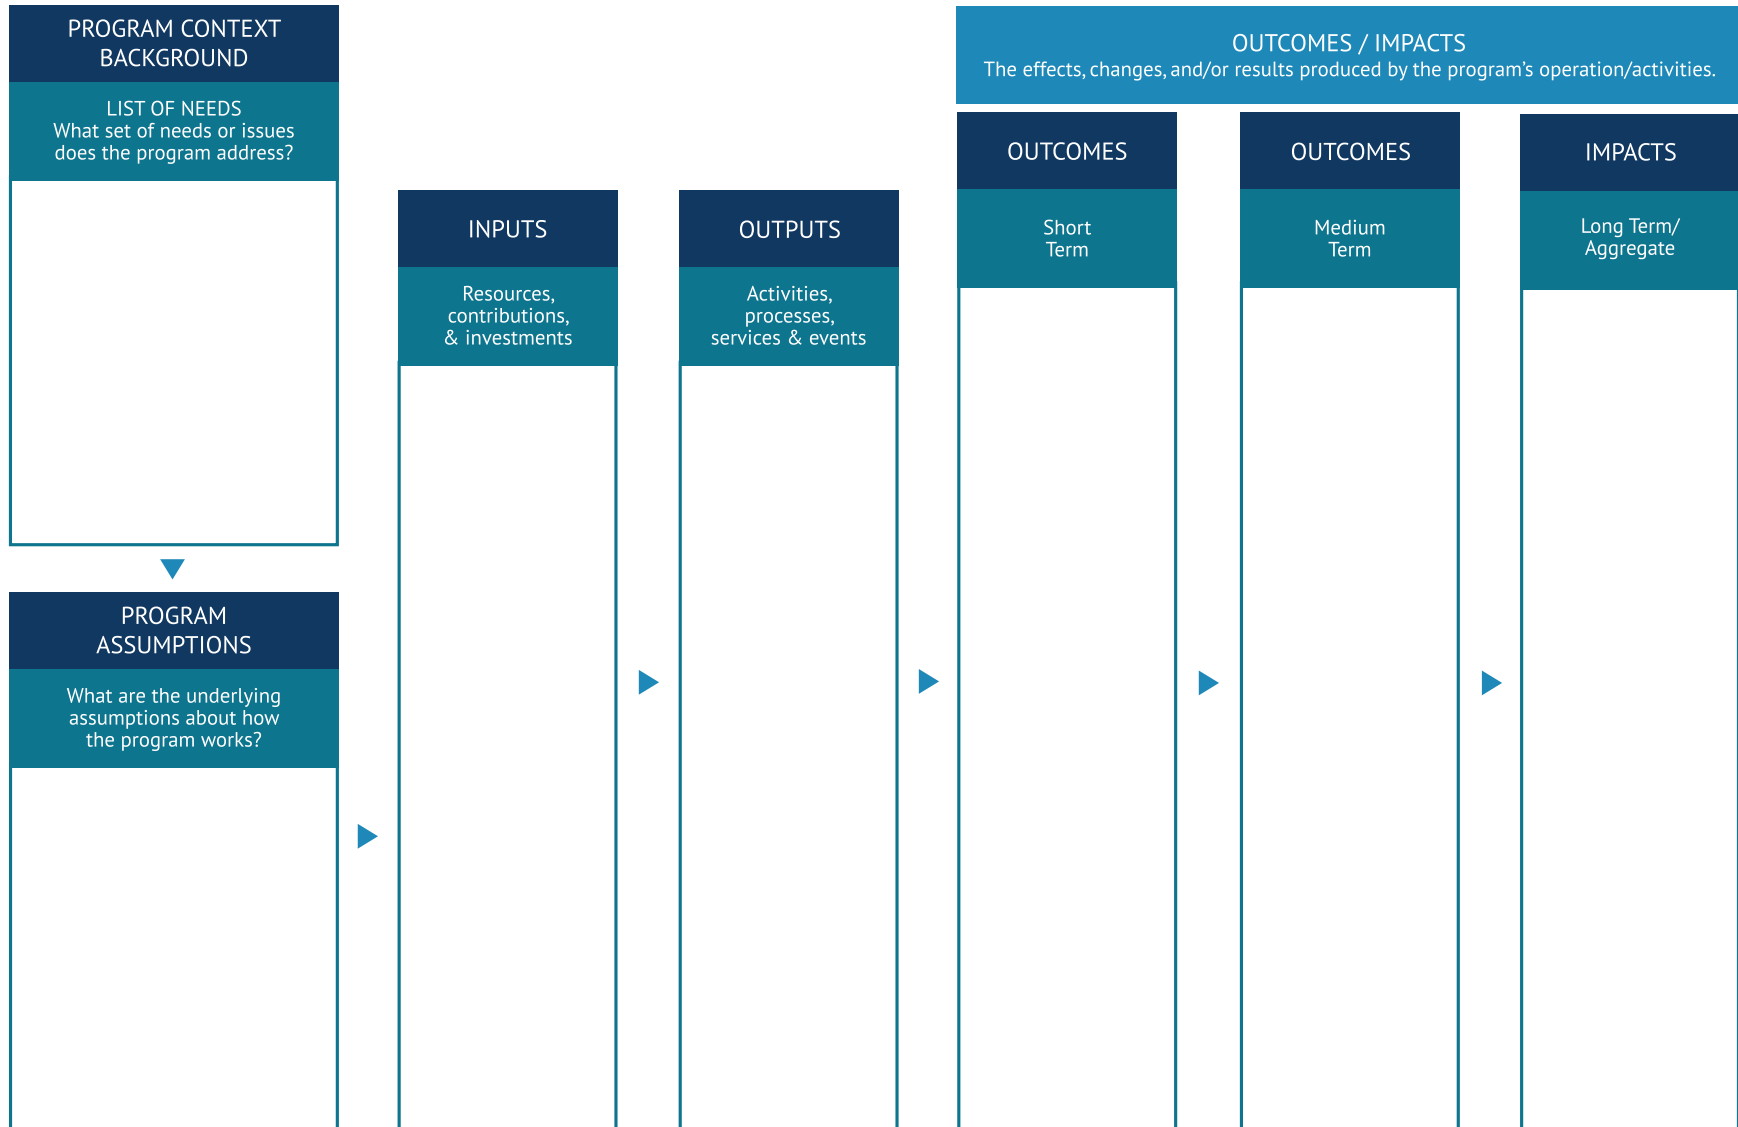 PROGRAM CONTEXT
BACKGROUND
LIST OF NEEDS
What set of needs or issues
does the program address?
PROGRAM
ASSUMPTIONS
What are the underlying
assumptions about how
the program works?
INPUTS
Resources,
contributions,
& investments
OUTPUTS
Activities,
processes,
services & events
OUTCOMES / IMPACTS
The effects, changes, and/or results produced by the program’s operation/activities.
OUTCOMES
Short
Term
OUTCOMES
Medium
Term
IMPACTS
Long Term/
Aggregate